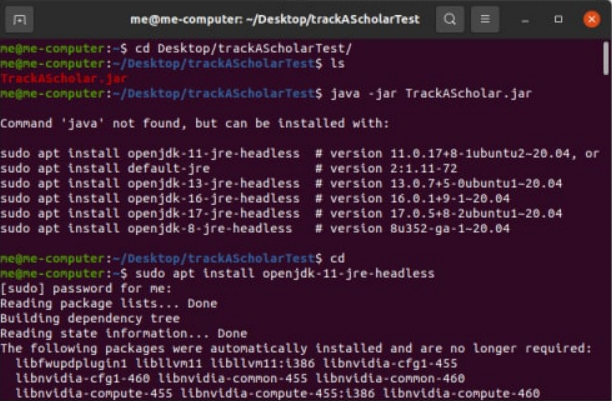 me@me-computer: ~/Desktop/trackAScholarTest
me@me-computer:~$ cd Desktop/trackAScholarTest/
me@me-computer:~/Desktop/trackAScholarTest$ ls
TrackAScholar.jar
me@me-computer:~/Desktop/trackAScholarTest$ java -jar TrackAScholar.jar
Command 'java' not found, but can be installed with:
sudo apt install openjdk-11-jre-headless  # version 11.0.17+8-1ubuntu2~20.04, or
sudo apt install default-jre              # version 2:1.11-72
sudo apt install openjdk-13-jre-headless  # version 13.0.7+5-0ubuntu1~20.04
sudo apt install openjdk-16-jre-headless  # version 16.0.1+9-1~20.04
sudo apt install openjdk-17-jre-headless  # version 17.0.5+8-2ubuntu1~20.04
sudo apt install openjdk-8-jre-headless   # version 8u352-ga-1~20.04
me@me-computer:~/Desktop/trackAScholarTest$ cd
me@me-computer:~$ sudo apt install openjdk-11-jre-headless
[sudo] password for me:
Reading package lists... Done
Building dependency tree
Reading state information... Done
The following packages were automatically installed and are no longer required:
  libfwupdplugin1 libllvm11 libllvm11:i386 libnvidia-cfg1-455
  libnvidia-cfg1-460 libnvidia-common-455 libnvidia-common-460
  libnvidia-compute-455 libnvidia-compute-455:i386 libnvidia-compute-460